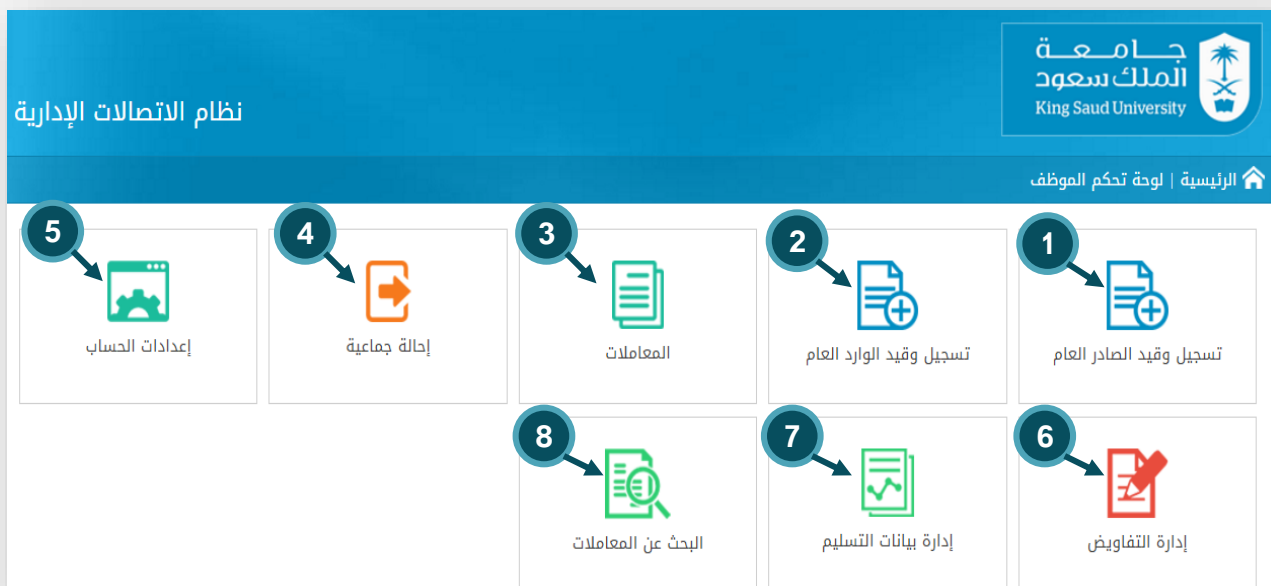 جــامــعــة
الملك سعود
King Saud University
نظام الاتصالات الإدارية
الرئيسية | لوحة تحكم الموظف
1
تسجيل وقيد الصادر العام
2
تسجيل وقيد الوارد العام
3
المعاملات
4
إحالة جماعية
5
إعدادات الحساب
6
إدارة التفاويض
7
إدارة بيانات التسليم
8
البحث عن المعاملات